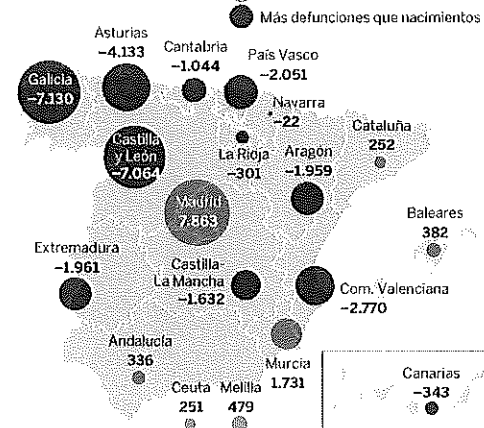 Más defunciones que nacimientos
Asturias
–4.133
Cantabria
–1.044
País Vasco
–2.051
Galicia
–7.130
Navarra
–22
Cataluña
252
Castilla
y León
–7.064
La Rioja
–301
Aragón
–1.959
Madrid
7.863
Baleares
382
Extremadura
–1.961
Castilla-
La Mancha
–1.632
Com. Valenciana
–2.770
Andalucía
336
Murcia
1.731
Canarias
–343
Ceuta
251
Melilla
479